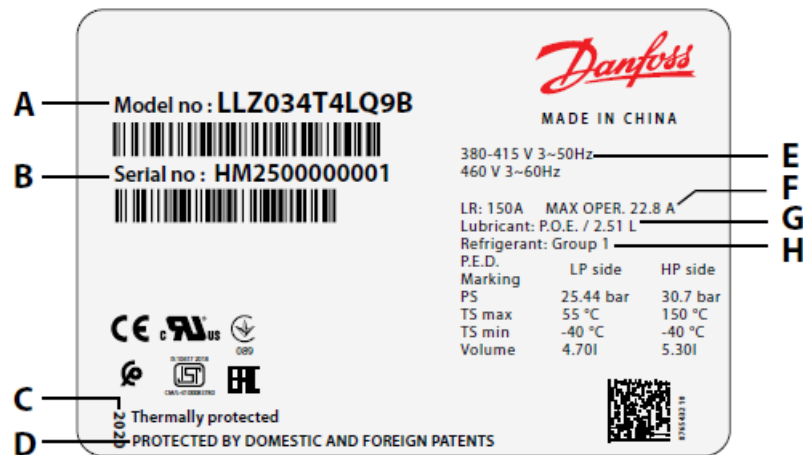 Danfoss
MADE IN CHINA
A
Model no : LLZ034T4LQ9B
B
Serial no : HM2500000001
380-415 V 3~50Hz
E
460 V 3~60Hz
F
LR: 150A MAX OPER. 22.8 A
G
Lubricant: P.O.E. / 2.51 L
H
Refrigerant: Group 1
P.E.D.
Marking LP side HP side
PS 25.44 bar 30.7 bar
TS max 55 °C 150 °C
TS min -40 °C -40 °C
Volume 4.70l 5.30l
CE c US
089
ISI
EAC
C
2020
Thermally protected
D
PROTECTED BY DOMESTIC AND FOREIGN PATENTS